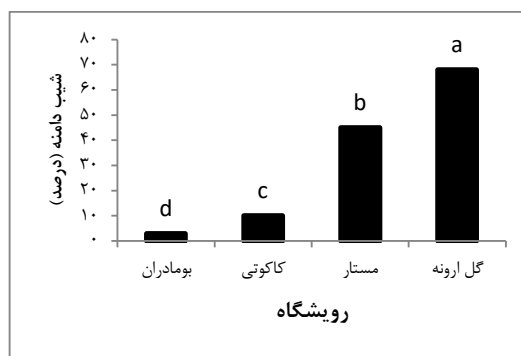 ۸۰
۷۰
۶۰
۵۰
۴۰
۳۰
۲۰
۱۰
۰
شیب دامنه (درصد)
a
b
c
d
بومادران کاکوتی مستار گل ارونه
رویشگاه